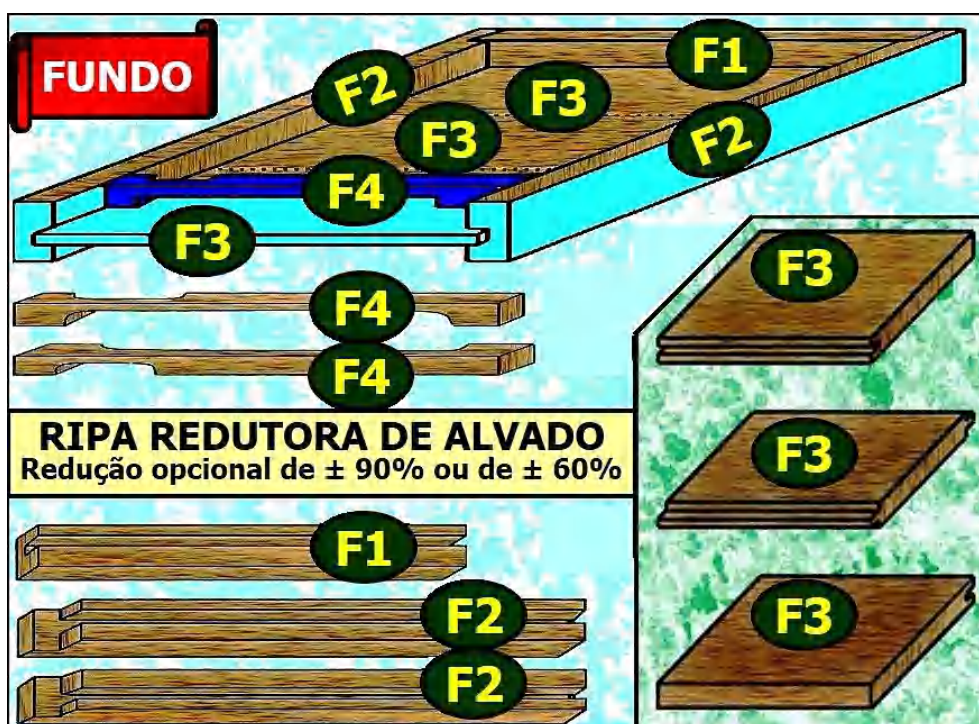 FUNDO
F2
F1
F3
F3
F2
F4
F3
F4
F4
RIPA REDUTORA DE ALVADO
Redução opcional de ± 90% ou de ± 60%
F1
F2
F2
F3
F3
F3